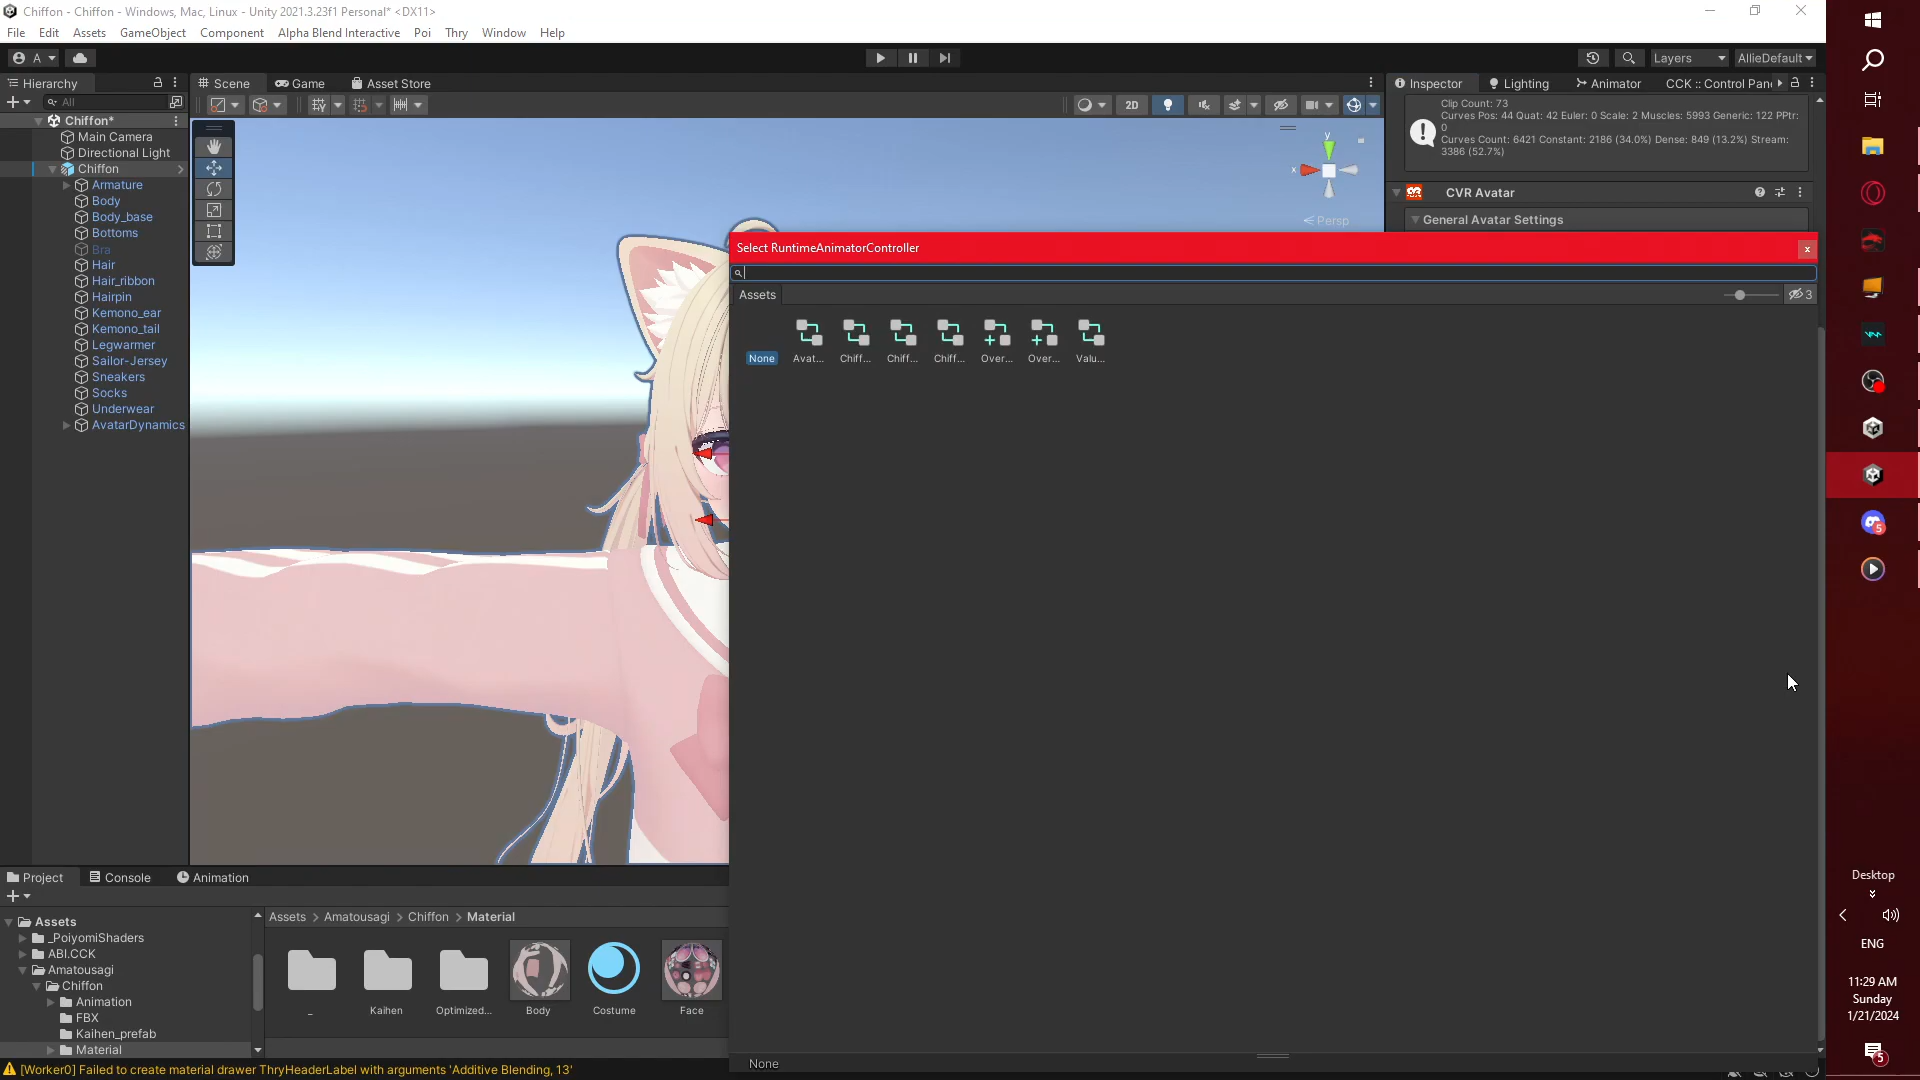 Chiffon - Chiffon - Windows, Mac, Linux - Unity 2021.3.23f1 Personal* <DX11>
File Edit Assets GameObject Component Alpha Blend Interactive Poi Thry Window Help
A Layers AllieDefault
Hierarchy Scene Game Asset Store Inspector Lighting Animator CCK :: Control Pan
All 2D
Chiffon*
Main Camera
Directional Light
Chiffon
Armature
Body
Body_base
Bottoms
Bra
Hair
Hair_ribbon
Hairpin
Kemono_ear
Kemono_tail
Legwarmer
Sailor-Jersey
Sneakers
Socks
Underwear
AvatarDynamics
y
x
Persp
Clip Count: 73
Curves Pos: 44 Quat: 42 Euler: 0 Scale: 2 Muscles: 5993 Generic: 122 PPtr:
0
Curves Count: 6421 Constant: 2186 (34.0%) Dense: 849 (13.2%) Stream:
3386 (52.7%)
CVR Avatar
General Avatar Settings
Select RuntimeAnimatorController x
Assets 3
None Avat... Chiff... Chiff... Chiff... Over... Over... Valu...
None
Project Console Animation
Assets
_PoiyomiShaders
ABI.CCK
Amatousagi
Chiffon
Animation
FBX
Kaihen_prefab
Material
Assets > Amatousagi > Chiffon > Material
_ Kaihen Optimized... Body Costume Face
[Worker0] Failed to create material drawer ThryHeaderLabel with arguments 'Additive Blending, 13'
5
Desktop
ENG
11:29 AM
Sunday
1/21/2024
5